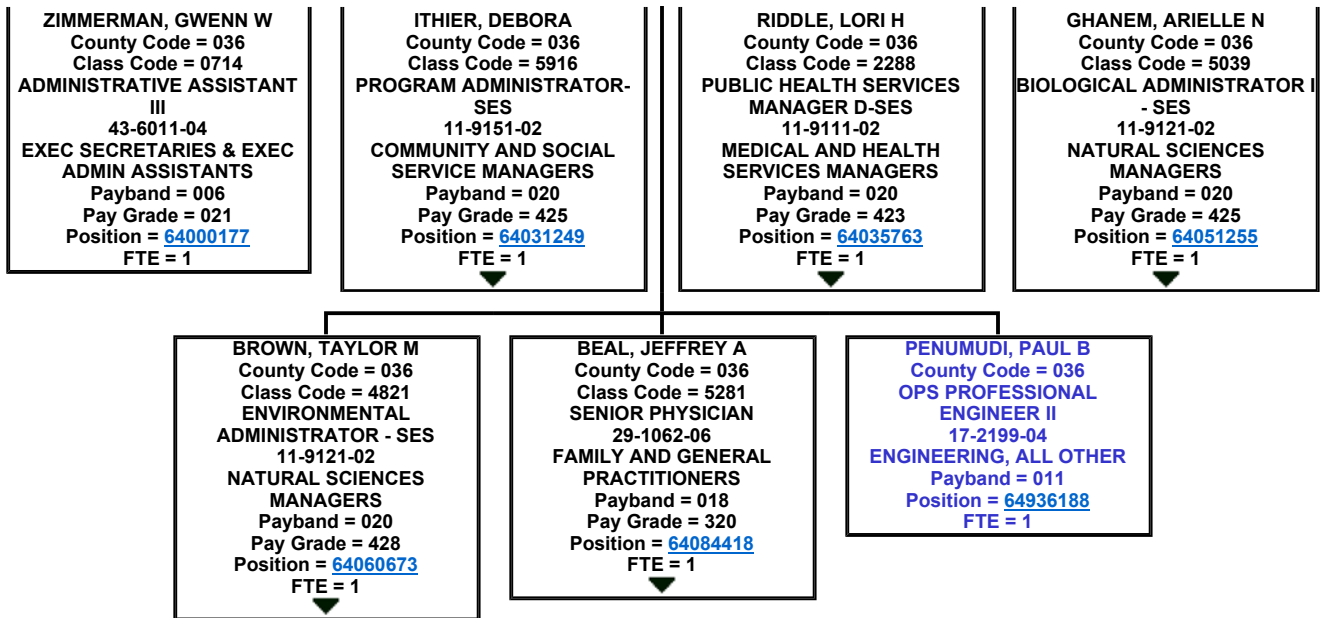 ZIMMERMAN, GWENN W
County Code = 036
Class Code = 0714
ADMINISTRATIVE ASSISTANT
III
43-6011-04
EXEC SECRETARIES & EXEC
ADMIN ASSISTANTS
Payband = 006
Pay Grade = 021
Position = 64000177
FTE = 1
ITHIER, DEBORA
County Code = 036
Class Code = 5916
PROGRAM ADMINISTRATOR-
SES
11-9151-02
COMMUNITY AND SOCIAL
SERVICE MANAGERS
Payband = 020
Pay Grade = 425
Position = 64031249
FTE = 1
RIDDLE, LORI H
County Code = 036
Class Code = 2288
PUBLIC HEALTH SERVICES
MANAGER D-SES
11-9111-02
MEDICAL AND HEALTH
SERVICES MANAGERS
Payband = 020
Pay Grade = 423
Position = 64035763
FTE = 1
GHANEM, ARIELLE N
County Code = 036
Class Code = 5039
BIOLOGICAL ADMINISTRATOR I
- SES
11-9121-02
NATURAL SCIENCES
MANAGERS
Payband = 020
Pay Grade = 425
Position = 64051255
FTE = 1
BROWN, TAYLOR M
County Code = 036
Class Code = 4821
ENVIRONMENTAL
ADMINISTRATOR - SES
11-9121-02
NATURAL SCIENCES
MANAGERS
Payband = 020
Pay Grade = 428
Position = 64060673
FTE = 1
BEAL, JEFFREY A
County Code = 036
Class Code = 5281
SENIOR PHYSICIAN
29-1062-06
FAMILY AND GENERAL
PRACTITIONERS
Payband = 018
Pay Grade = 320
Position = 64084418
FTE = 1
PENUMUDI, PAUL B
County Code = 036
OPS PROFESSIONAL
ENGINEER II
17-2199-04
ENGINEERING, ALL OTHER
Payband = 011
Position = 64936188
FTE = 1